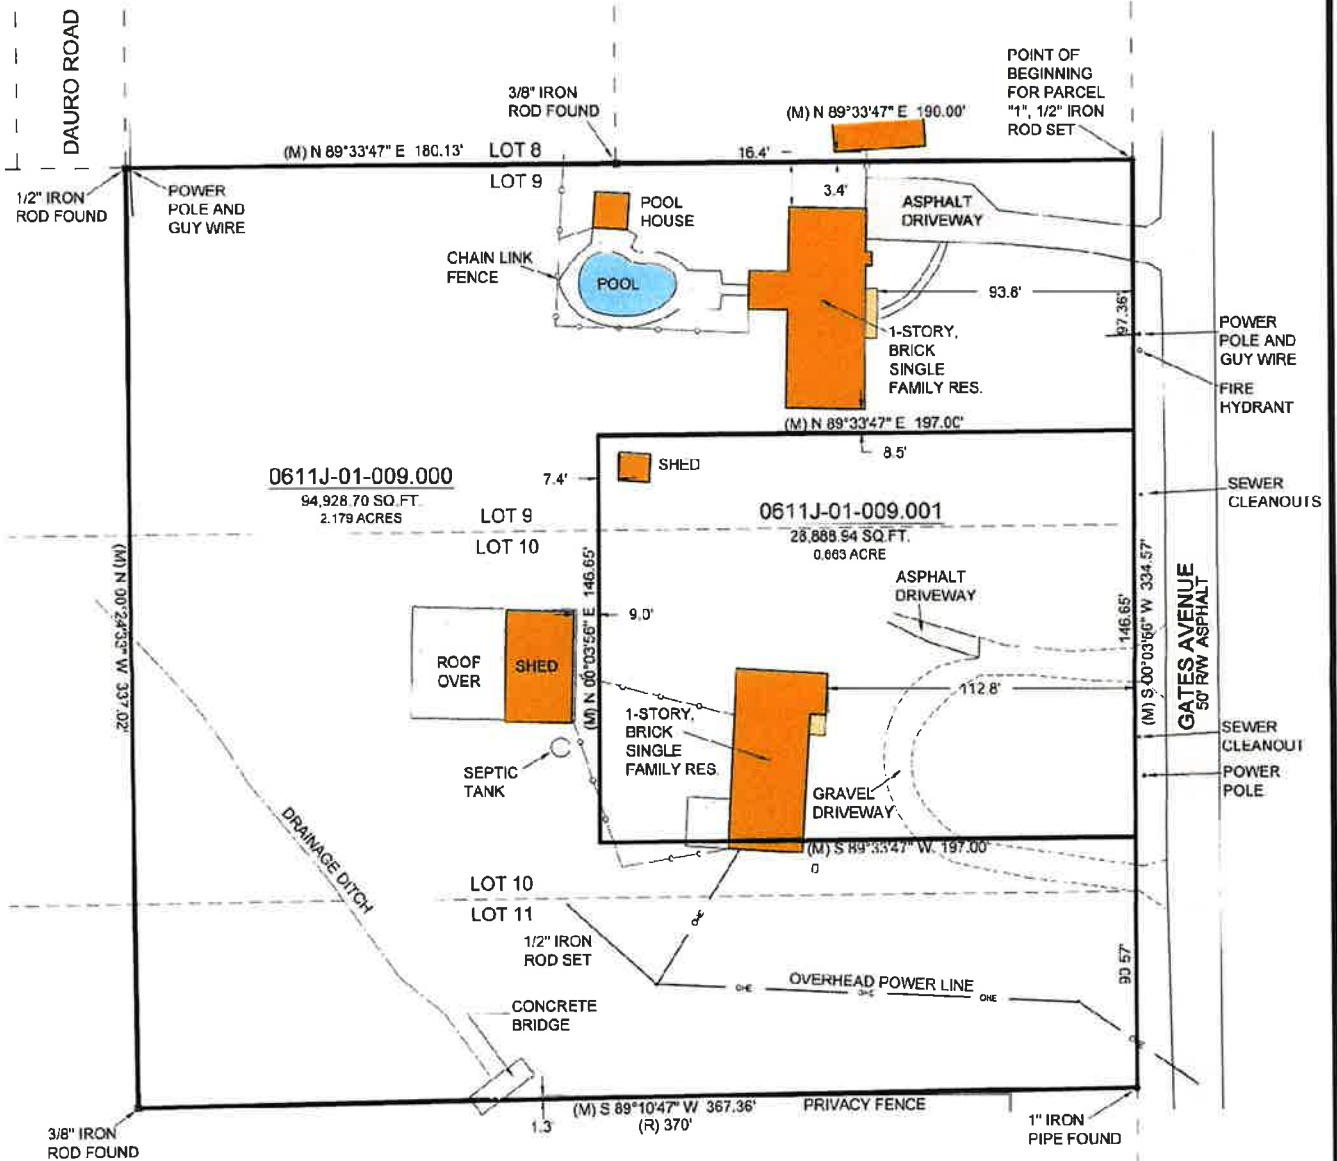 DAURO ROAD
POINT OF
BEGINNING
FOR PARCEL
"1", 1/2" IRON
ROD SET
3/8" IRON
ROD FOUND
(M) N 89°33'47" E 190.00'
(M) N 89°33'47" E 180.13'
LOT 8
LOT 9
16.4'
3.4'
1/2" IRON
ROD FOUND
POWER
POLE AND
GUY WIRE
POOL
HOUSE
ASPHALT
DRIVEWAY
CHAIN LINK
FENCE
POOL
93.8'
97.36'
1-STORY,
BRICK
SINGLE
FAMILY RES.
POWER
POLE AND
GUY WIRE
FIRE
HYDRANT
(M) N 89°33'47" E 197.00'
8.5'
SHED
7.4'
0611J-01-009.000
94,928.70 SQ.FT.
2.179 ACRES
LOT 9
LOT 10
0611J-01-009.001
28,888.94 SQ.FT.
0.663 ACRE
SEWER
CLEANOUTS
(M) N 00°24'33" W 337.02'
(M) N 00°03'56" E 146.65'
9.0'
ASPHALT
DRIVEWAY
146.65'
(M) S 00°03'56" W 334.57'
GATES AVENUE
50' R/W ASPHALT
ROOF
OVER
SHED
112.8'
1-STORY,
BRICK
SINGLE
FAMILY RES.
SEPTIC
TANK
GRAVEL
DRIVEWAY
SEWER
CLEANOUT
POWER
POLE
DRAINAGE DITCH
(M) S 89°33'47" W. 197.00'
0
LOT 10
LOT 11
1/2" IRON
ROD SET
OHE
OVERHEAD POWER LINE
OHE
OHE
OHE
OHE
90.57'
CONCRETE
BRIDGE
1.3'
(M) S 89°10'47" W 367.36'
(R) 370'
PRIVACY FENCE
3/8" IRON
ROD FOUND
1" IRON
PIPE FOUND